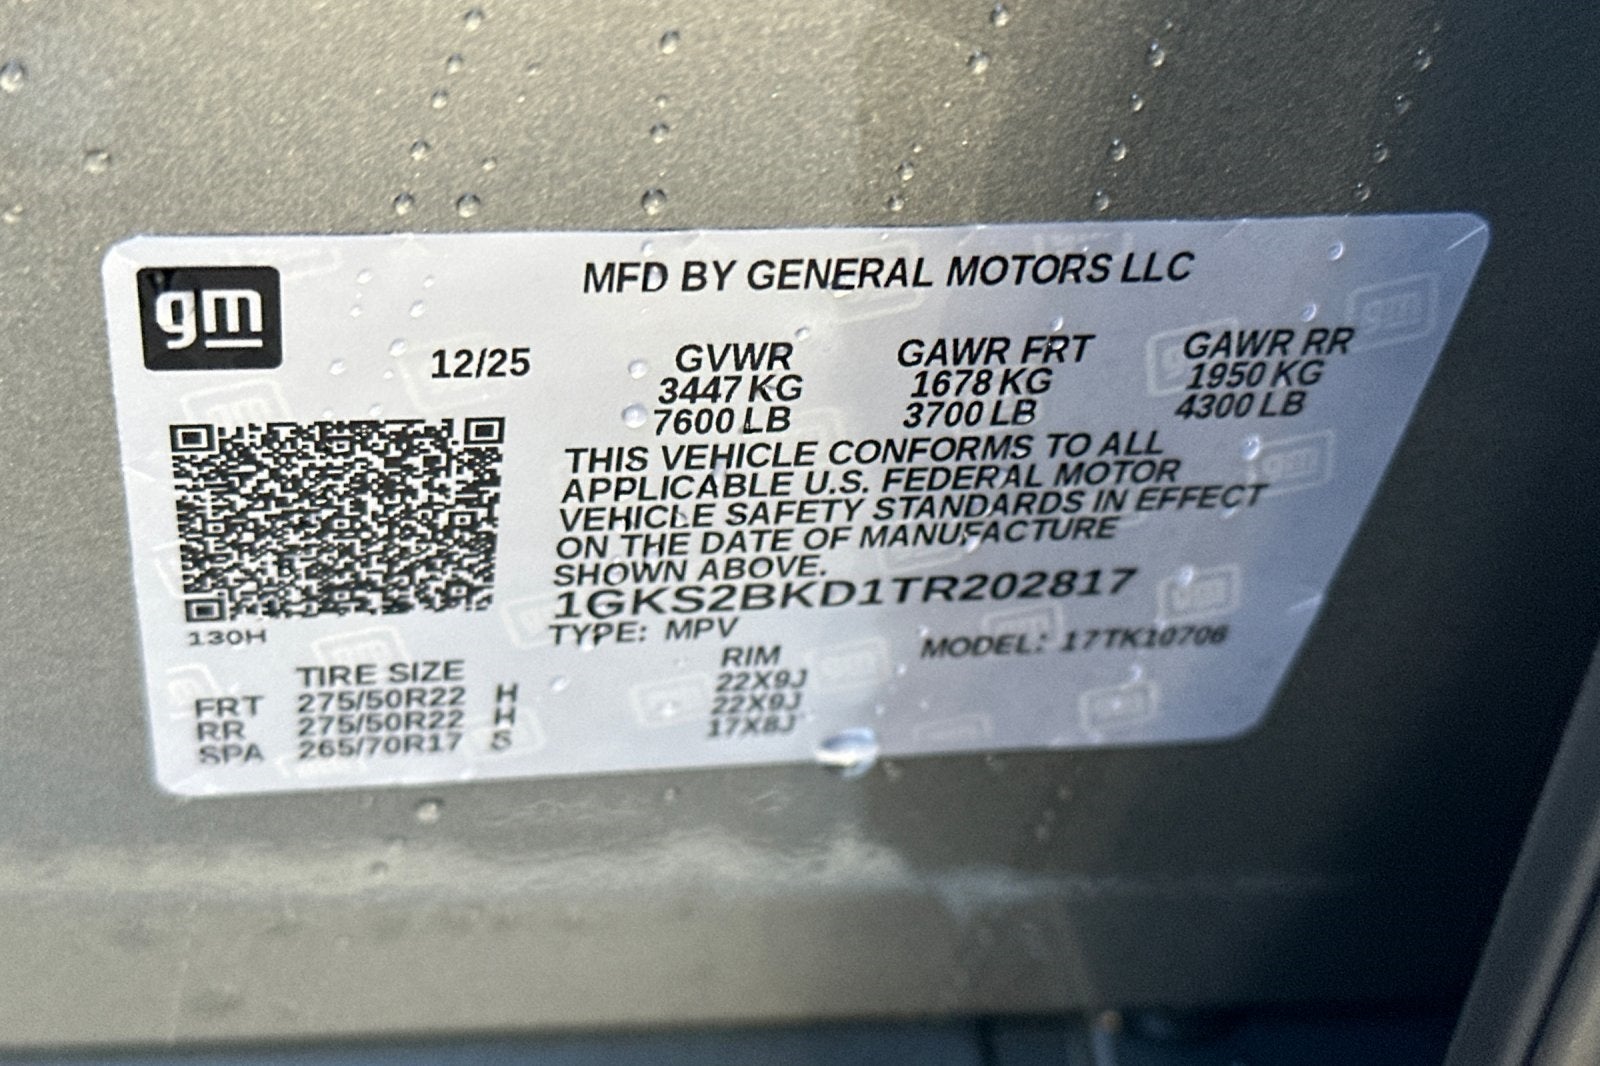 gm
MFD BY GENERAL MOTORS LLC
12/25
GVWR GAWR FRT GAWR RR
3447 KG 1678 KG 1950 KG
7600 LB 3700 LB 4300 LB
THIS VEHICLE CONFORMS TO ALL
APPLICABLE U.S. FEDERAL MOTOR
VEHICLE SAFETY STANDARDS IN EFFECT
ON THE DATE OF MANUFACTURE
SHOWN ABOVE.
1GKS2BKD1TR202817
130H
TYPE: MPV MODEL: 17TK10706
TIRE SIZE RIM
FRT 275/50R22 H 22X9J
RR 275/50R22 H 22X9J
SPA 265/70R17 S 17X8J